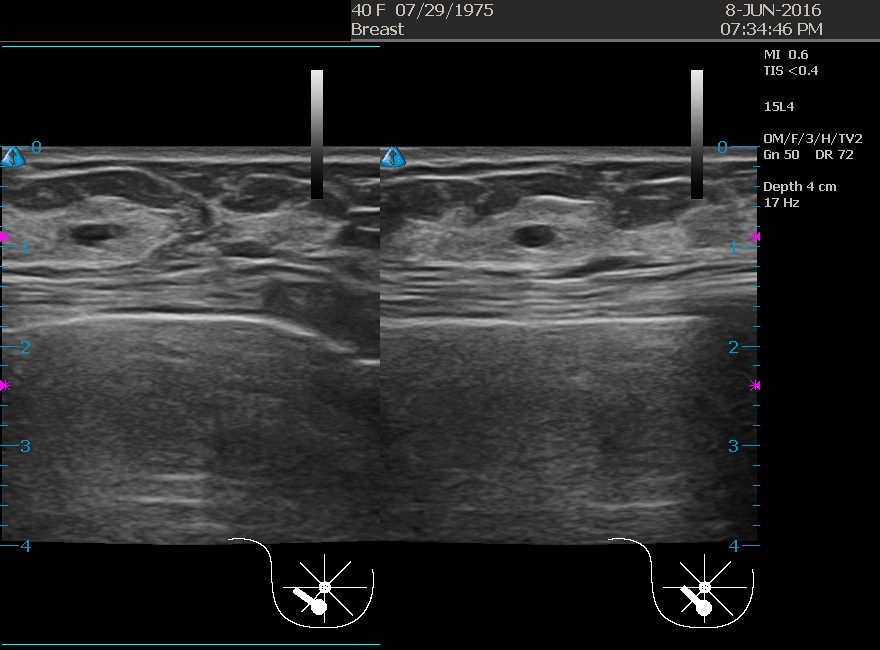 40 F 07/29/1975
8-JUN-2016
Breast
07:34:46 PM
MI 0.6
TIS <0.4
15L4
OM/F/3/H/TV2
Gn 50 DR 72
Depth 4 cm
17 Hz
0
1
2
3
4
0
1
2
3
4